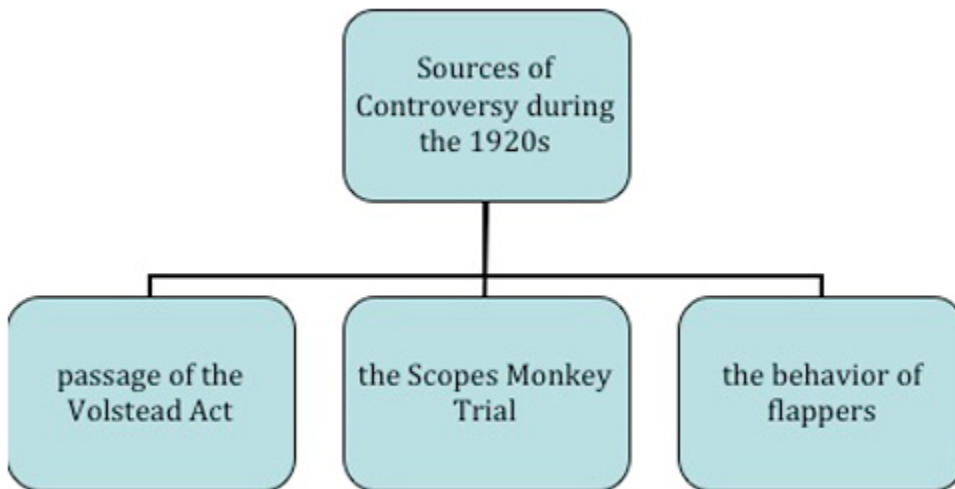 Sources of
Controversy during
the 1920s
passage of the
Volstead Act
the Scopes Monkey
Trial
the behavior of
flappers